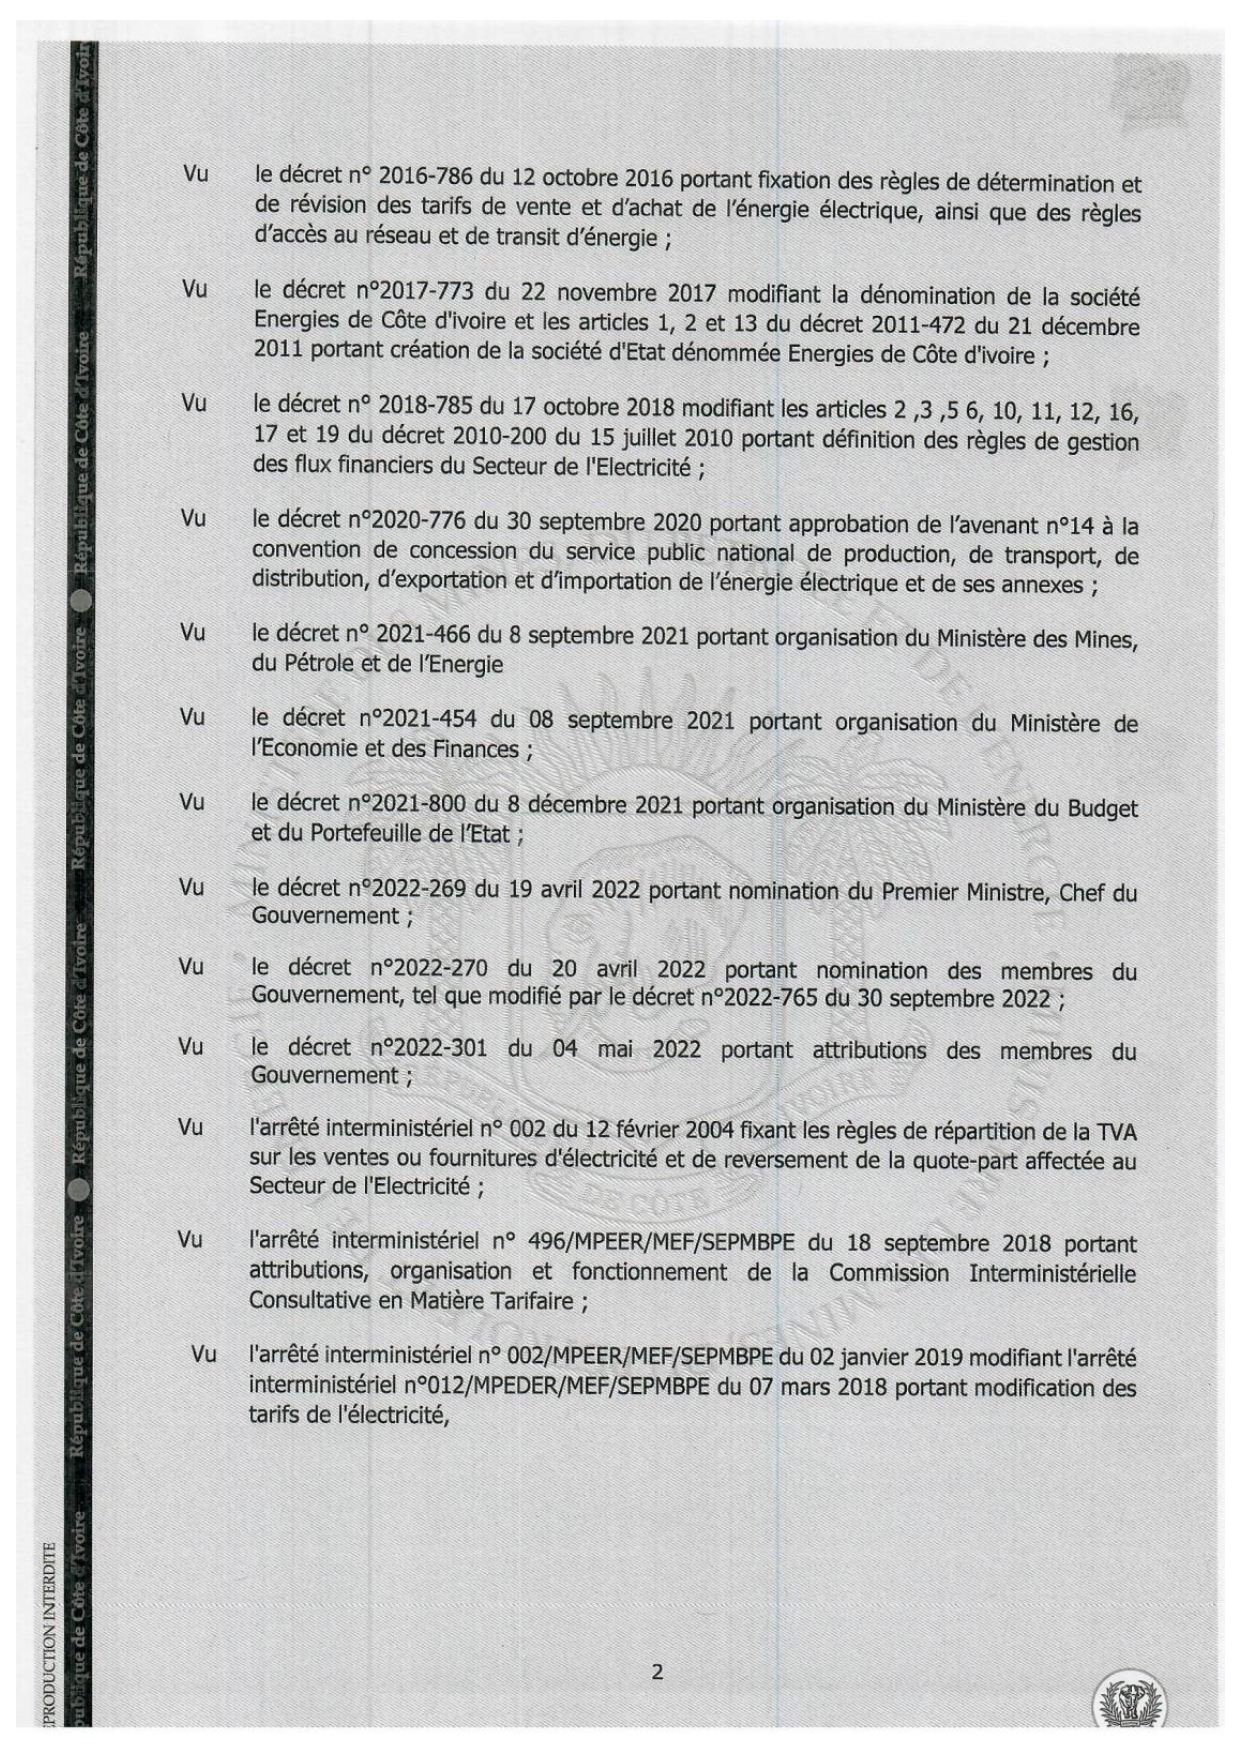 Vu le décret n° 2016-786 du 12 octobre 2016 portant fixation des règles de détermination et
de révision des tarifs de vente et d'achat de l'énergie électrique, ainsi que des règles
d'accès au réseau et de transit d'énergie ;
Vu le décret n°2017-773 du 22 novembre 2017 modifiant la dénomination de la société
Energies de Côte d'ivoire et les articles 1, 2 et 13 du décret 2011-472 du 21 décembre
2011 portant création de la société d'Etat dénommée Energies de Côte d'ivoire ;
Vu le décret n° 2018-785 du 17 octobre 2018 modifiant les articles 2 ,3 ,5 6, 10, 11, 12, 16,
17 et 19 du décret 2010-200 du 15 juillet 2010 portant définition des règles de gestion
des flux financiers du Secteur de l'Electricité ;
Vu le décret n°2020-776 du 30 septembre 2020 portant approbation de l'avenant n°14 à la
convention de concession du service public national de production, de transport, de
distribution, d'exportation et d'importation de l'énergie électrique et de ses annexes ;
Vu le décret n° 2021-466 du 8 septembre 2021 portant organisation du Ministère des Mines,
du Pétrole et de l'Energie
Vu le décret n°2021-454 du 08 septembre 2021 portant organisation du Ministère de
l'Economie et des Finances ;
Vu le décret n°2021-800 du 8 décembre 2021 portant organisation du Ministère du Budget
et du Portefeuille de l'Etat ;
Vu le décret n°2022-269 du 19 avril 2022 portant nomination du Premier Ministre, Chef du
Gouvernement ;
Vu le décret n°2022-270 du 20 avril 2022 portant nomination des membres du
Gouvernement, tel que modifié par le décret n°2022-765 du 30 septembre 2022 ;
Vu le décret n°2022-301 du 04 mai 2022 portant attributions des membres du
Gouvernement ;
Vu l'arrêté interministériel n° 002 du 12 février 2004 fixant les règles de répartition de la TVA
sur les ventes ou fournitures d'électricité et de reversement de la quote-part affectée au
Secteur de l'Electricité ;
Vu l'arrêté interministériel n° 496/MPEER/MEF/SEPMBPE du 18 septembre 2018 portant
attributions, organisation et fonctionnement de la Commission Interministérielle
Consultative en Matière Tarifaire ;
Vu l'arrêté interministériel n° 002/MPEER/MEF/SEPMBPE du 02 janvier 2019 modifiant l'arrêté
interministériel n°012/MPEDER/MEF/SEPMBPE du 07 mars 2018 portant modification des
tarifs de l'électricité,
2
EPRODUCTION INTERDITE
publique de Côte d'Ivoire République de Côte d'Ivoire République de Côte d'Ivoire République de Côte d'Ivoire République de Côte d'Ivoire République de Côte d'Ivoire République de Côte d'Ivoir